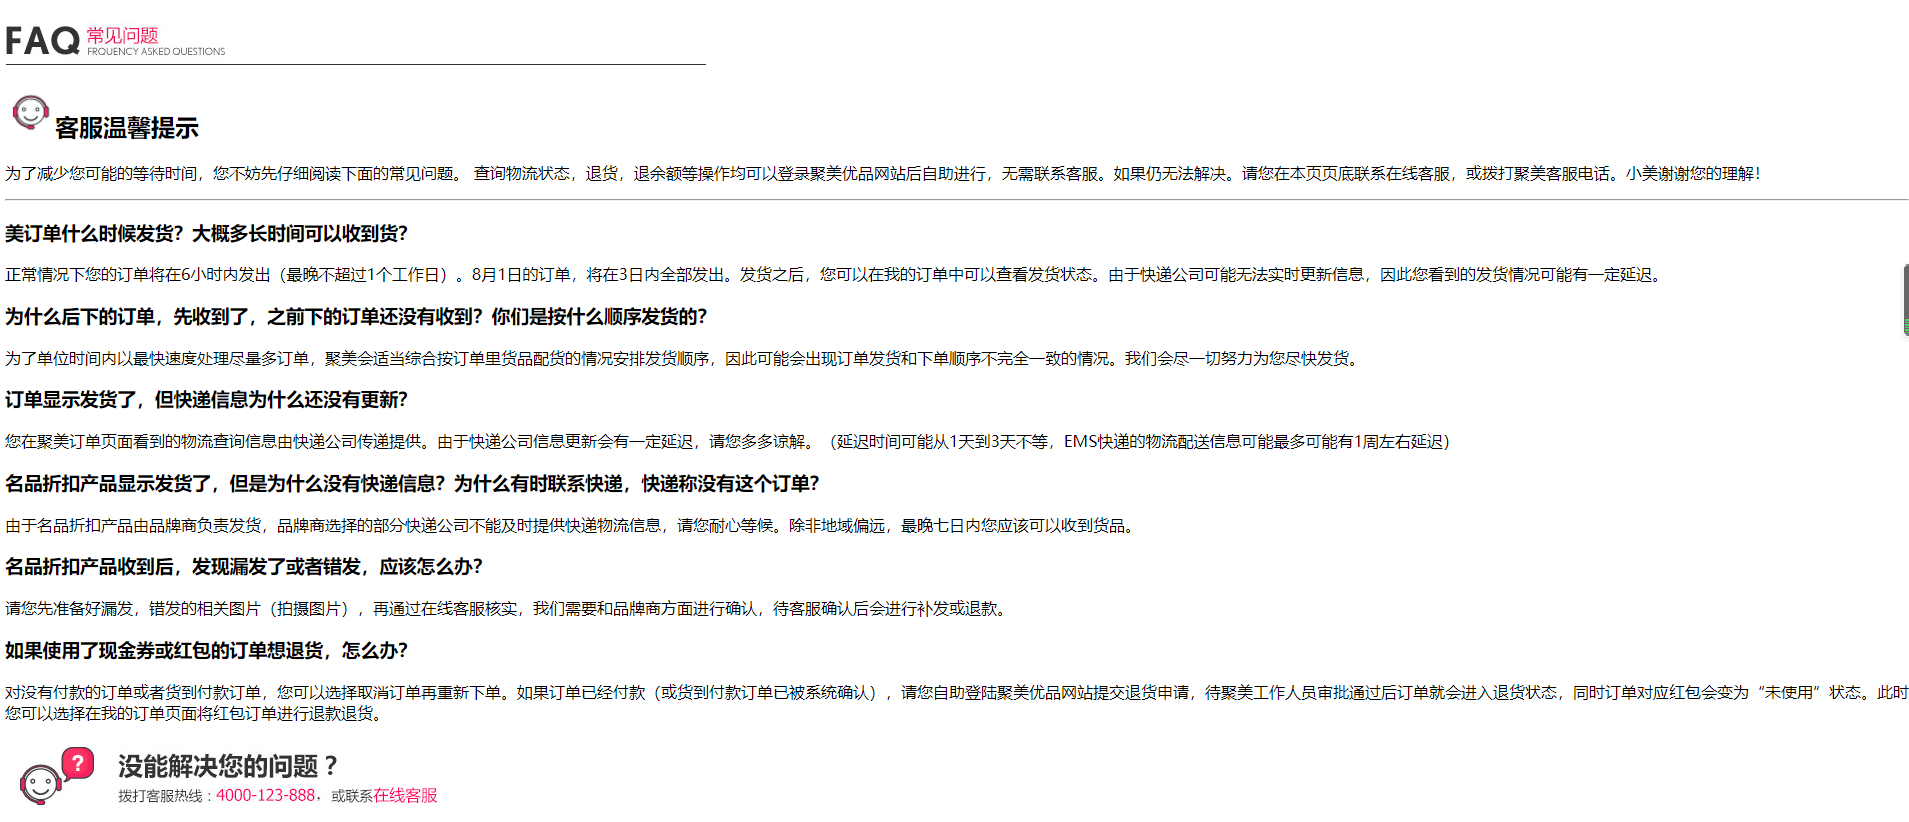 FAQ 常见问题
FRQUENCY ASKED QUESTIONS
客服温馨提示
为了减少您可能的等待时间，您不妨先仔细阅读下面的常见问题。 查询物流状态，退货，退余额等操作均可以登录聚美优品网站后自助进行，无需联系客服。如果仍无法解决。请您在本页页底联系在线客服，或拨打聚美客服电话。小美谢谢您的理解！
美订单什么时候发货？大概多长时间可以收到货？
正常情况下您的订单将在6小时内发出（最晚不超过1个工作日）。8月1日的订单，将在3日内全部发出。发货之后，您可以在我的订单中可以查看发货状态。由于快递公司可能无法实时更新信息，因此您看到的发货情况可能有一定延迟。
为什么后下的订单，先收到了，之前下的订单还没有收到？你们是按什么顺序发货的？
为了单位时间内以最快速度处理尽量多订单，聚美会适当综合按订单里货品配货的情况安排发货顺序，因此可能会出现订单发货和下单顺序不完全一致的情况。我们会尽一切努力为您尽快发货。
订单显示发货了，但快递信息为什么还没有更新？
您在聚美订单页面看到的物流查询信息由快递公司传递提供。由于快递公司信息更新会有一定延迟，请您多多谅解。（延迟时间可能从1天到3天不等，EMS快递的物流配送信息可能最多可能有1周左右延迟）
名品折扣产品显示发货了，但是为什么没有快递信息？为什么有时联系快递，快递称没有这个订单？
由于名品折扣产品由品牌商负责发货，品牌商选择的部分快递公司不能及时提供快递物流信息，请您耐心等候。除非地域偏远，最晚七日内您应该可以收到货品。
名品折扣产品收到后，发现漏发了或者错发，应该怎么办？
请您先准备好漏发，错发的相关图片（拍摄图片），再通过在线客服核实，我们需要和品牌商方面进行确认，待客服确认后会进行补发或退款。
如果使用了现金券或红包的订单想退货，怎么办？
对没有付款的订单或者货到付款订单，您可以选择取消订单再重新下单。如果订单已经付款（或货到付款订单已被系统确认），请您自助登陆聚美优品网站提交退货申请，待聚美工作人员审批通过后订单就会进入退货状态，同时订单对应红包会变为“未使用”状态。此时
您可以选择在我的订单页面将红包订单进行退款退货。
?
没能解决您的问题？
拨打客服热线：4000-123-888，或联系在线客服